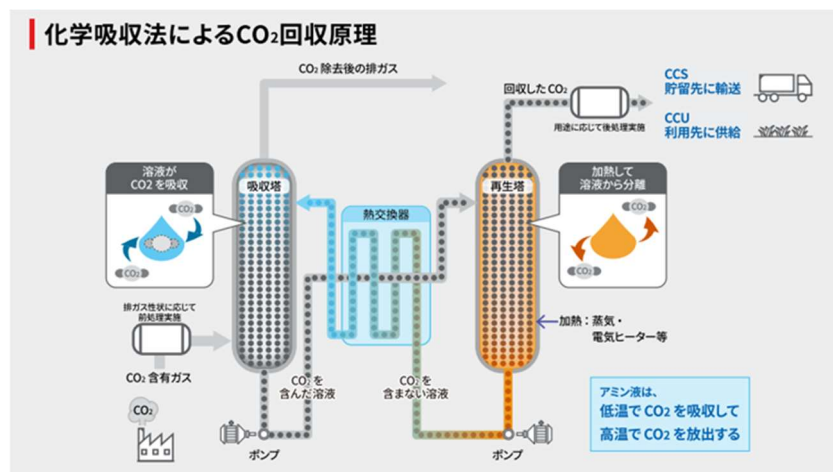 化学吸収法によるCO₂回収原理
CO₂ 除去後の排ガス
回収した CO₂
用途に応じて後処理実施
CCS
貯留先に輸送
CCU
利用先に供給
溶液が
CO2 を吸収
CO₂
CO₂
吸収塔
熱交換器
再生塔
加熱して
溶液から分離
CO₂
CO₂
排ガス性状に応じて
前処理実施
CO₂ 含有ガス
CO₂
加熱：蒸気・
電気ヒーター等
CO₂ を
含んだ溶液
CO₂ を
含まない溶液
ポンプ
ポンプ
アミン液は、
低温で CO₂ を吸収して
高温で CO₂ を放出する